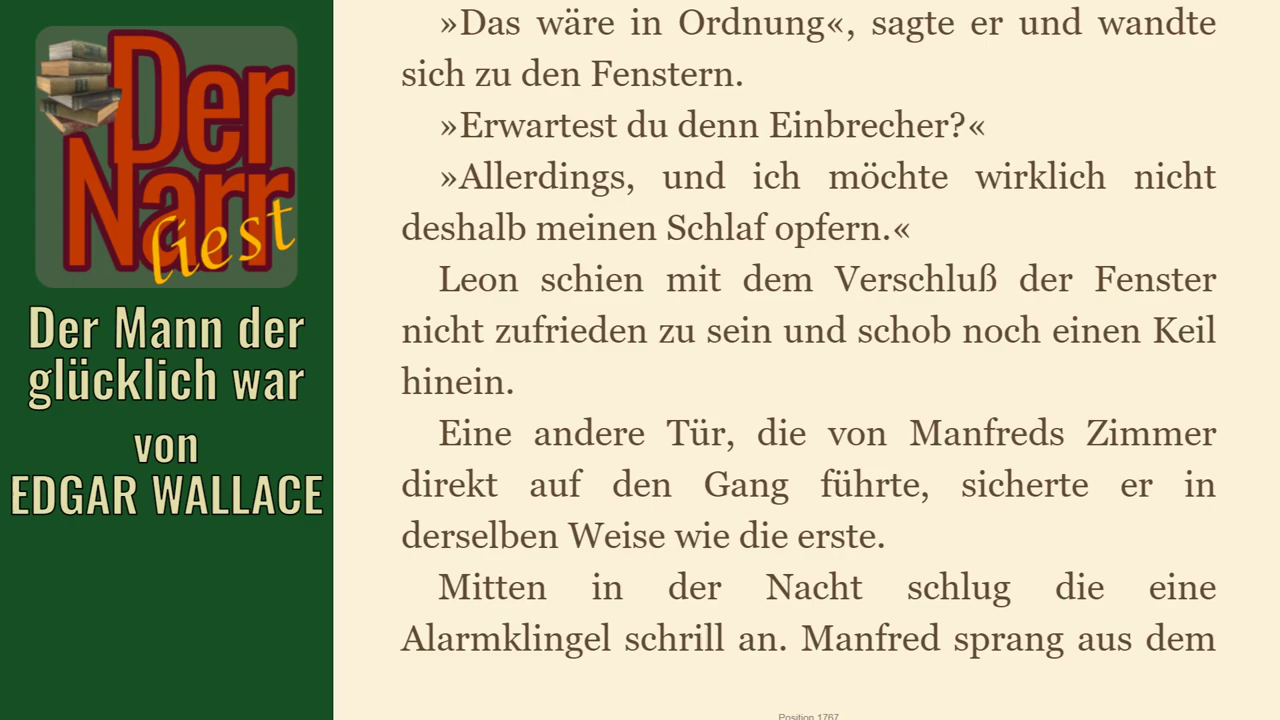 Der
Narr
liest
Der Mann der
glücklich war
von
EDGAR WALLACE
»Das wäre in Ordnung«, sagte er und wandte
sich zu den Fenstern.
»Erwartest du denn Einbrecher?«
»Allerdings, und ich möchte wirklich nicht
deshalb meinen Schlaf opfern.«
Leon schien mit dem Verschluß der Fenster
nicht zufrieden zu sein und schob noch einen Keil
hinein.
Eine andere Tür, die von Manfreds Zimmer
direkt auf den Gang führte, sicherte er in
derselben Weise wie die erste.
Mitten in der Nacht schlug die eine
Alarmklingel schrill an. Manfred sprang aus dem
Position 1767